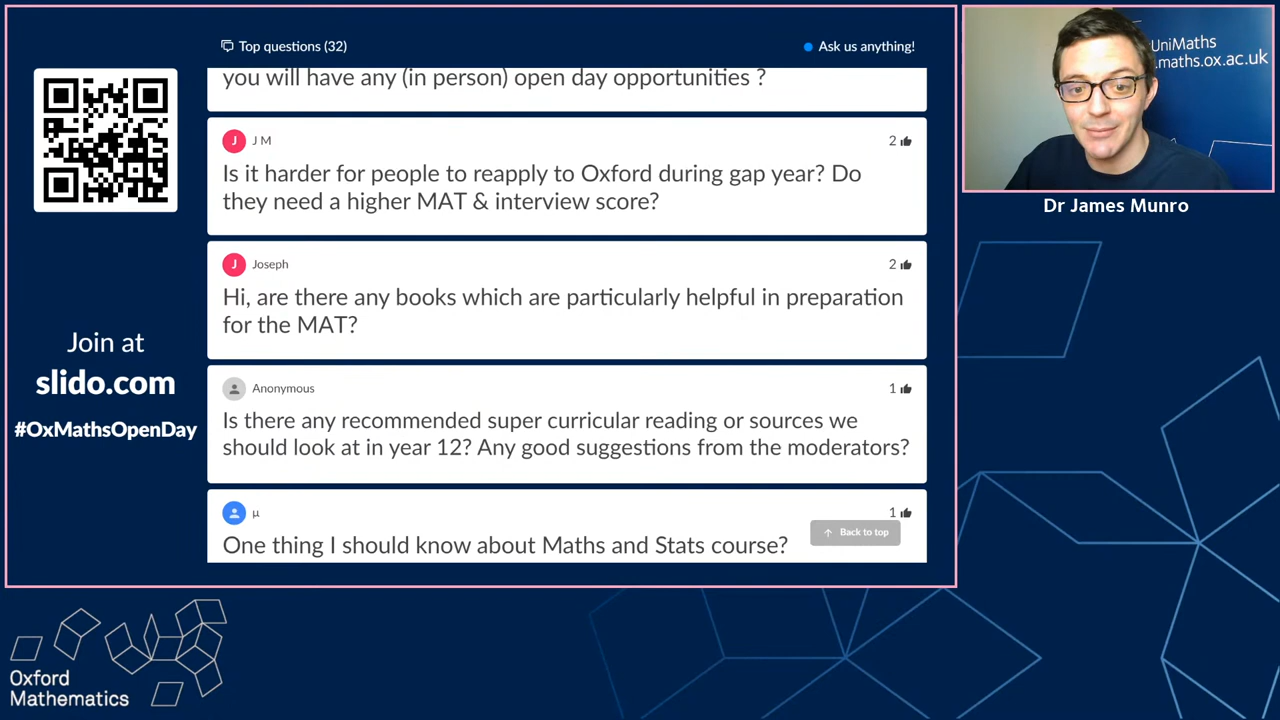 Top questions (32)
Ask us anything!
you will have any (in person) open day opportunities ?
J
J M
2
Is it harder for people to reapply to Oxford during gap year? Do
they need a higher MAT & interview score?
J
Joseph
2
Hi, are there any books which are particularly helpful in preparation
for the MAT?
Anonymous
1
Is there any recommended super curricular reading or sources we
should look at in year 12? Any good suggestions from the moderators?
µ
1
One thing I should know about Maths and Stats course?
Back to top
Join at
slido.com
#OxMathsOpenDay
UniMaths
.maths.ox.ac.uk
Dr James Munro
Oxford
Mathematics